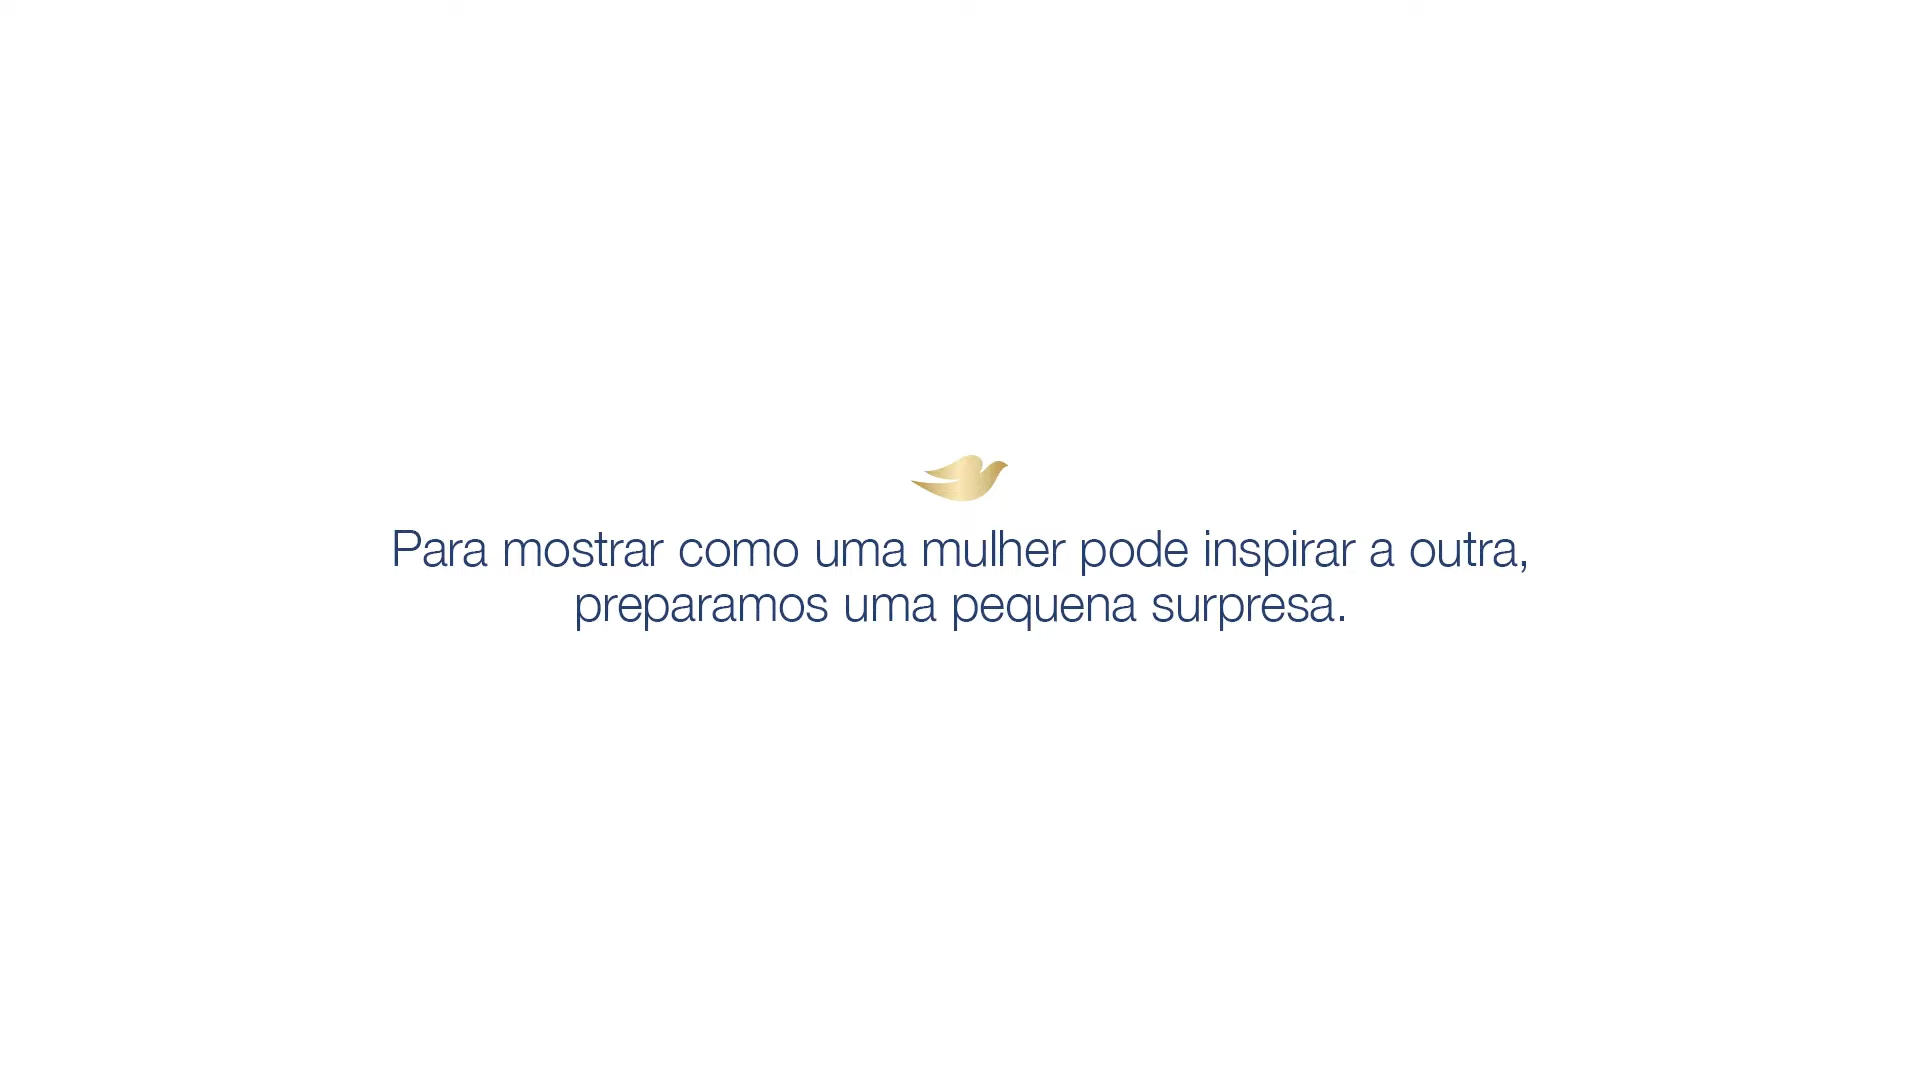 Para mostrar como uma mulher pode inspirar a outra,
preparamos uma pequena surpresa.